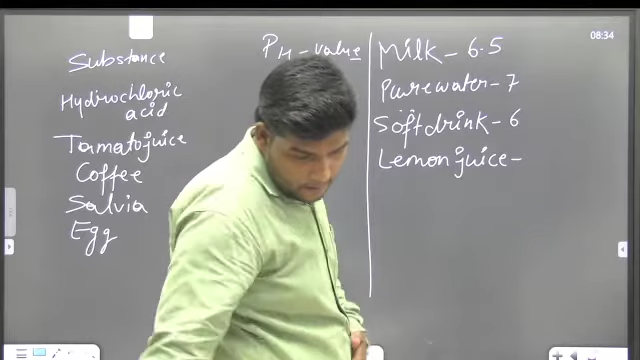 Substance
PH-value
Hydrochloric
acid
Tamatojuice
Coffee
Salvia
Egg
Milk - 6.5
Purewater - 7
Softdrink - 6
Lemonjuice -
08:34